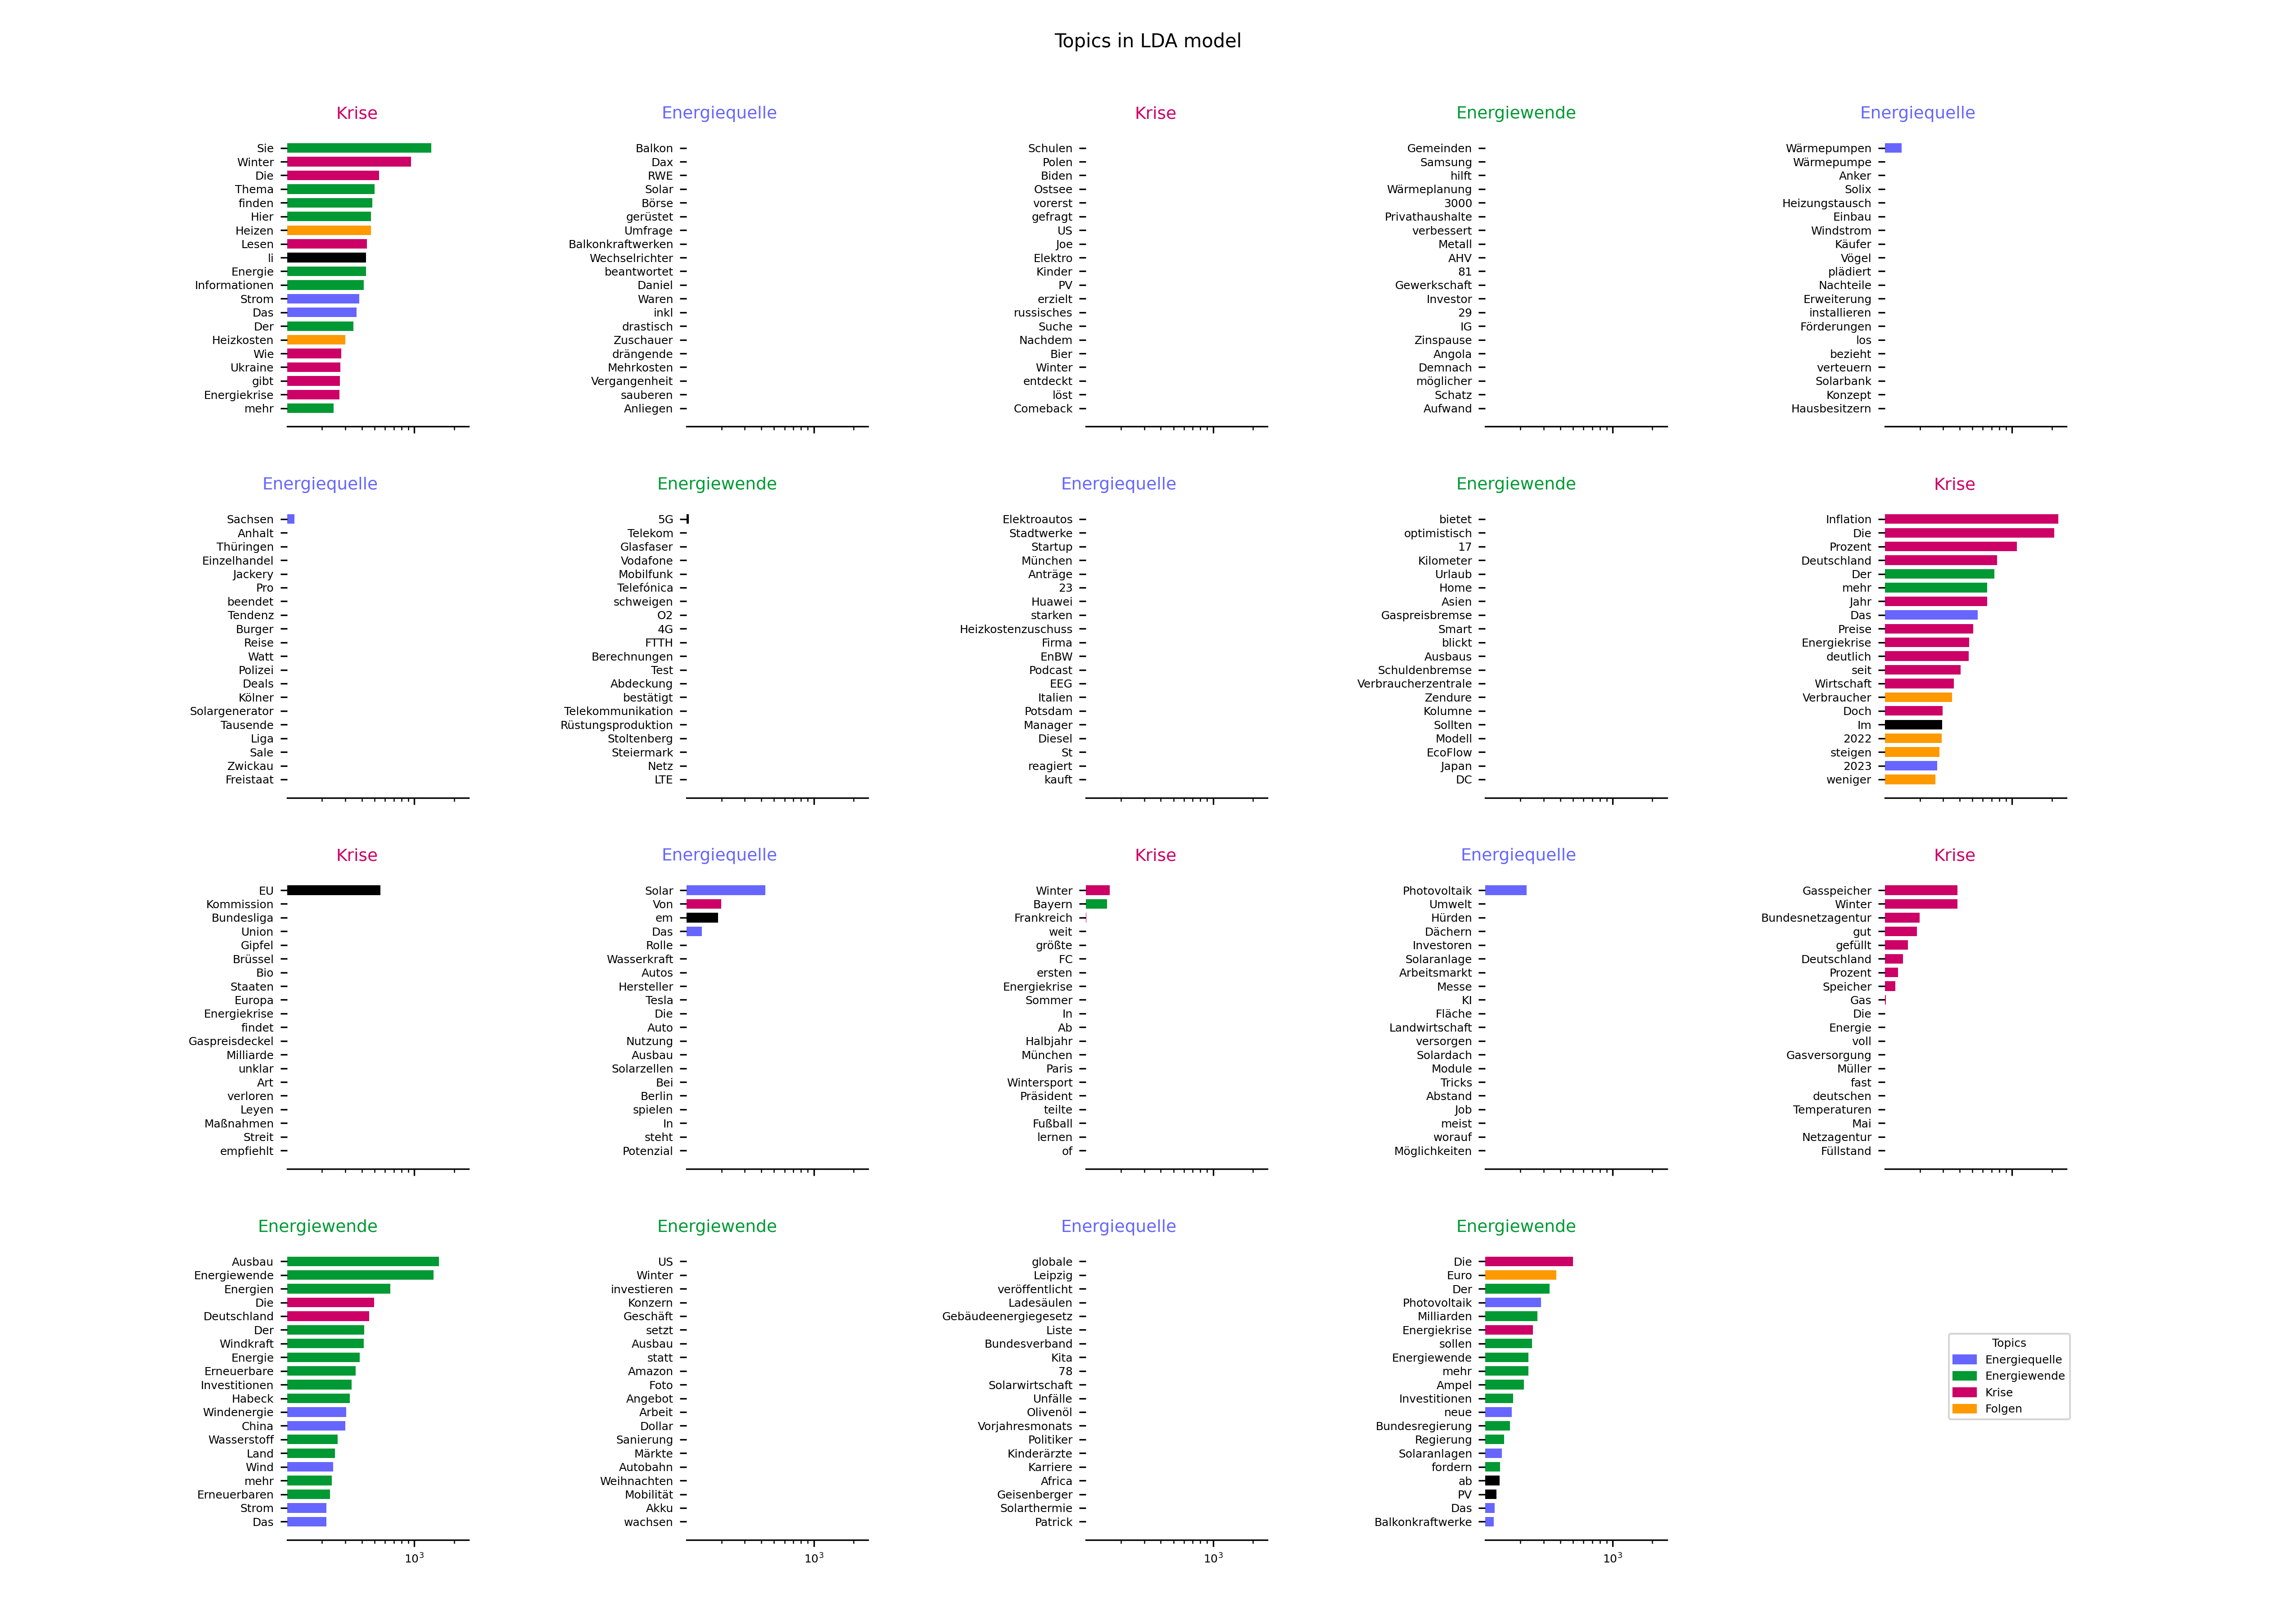 Topics in LDA model
Krise
Sie
Winter
Die
Thema
finden
Hier
Heizen
Lesen
li
Energie
Informationen
Strom
Das
Der
Heizkosten
Wie
Ukraine
gibt
Energiekrise
mehr
Energiequelle
Balkon
Dax
RWE
Solar
Börse
gerüstet
Umfrage
Balkonkraftwerken
Wechselrichter
beantwortet
Daniel
Waren
inkl
drastisch
Zuschauer
drängende
Mehrkosten
Vergangenheit
sauberen
Anliegen
Krise
Schulen
Polen
Biden
Ostsee
vorerst
gefragt
US
Joe
Elektro
Kinder
PV
erzielt
russisches
Suche
Nachdem
Bier
Winter
entdeckt
löst
Comeback
Energiewende
Gemeinden
Samsung
hilft
Wärmeplanung
3000
Privathaushalte
verbessert
Metall
AHV
81
Gewerkschaft
Investor
29
IG
Zinspause
Angola
Demnach
möglicher
Schatz
Aufwand
Energiequelle
Wärmepumpen
Wärmepumpe
Anker
Solix
Heizungstausch
Einbau
Windstrom
Käufer
Vögel
plädiert
Nachteile
Erweiterung
installieren
Förderungen
los
bezieht
verteuern
Solarbank
Konzept
Hausbesitzern
Energiequelle
Sachsen
Anhalt
Thüringen
Einzelhandel
Jackery
Pro
beendet
Tendenz
Burger
Reise
Watt
Polizei
Deals
Kölner
Solargenerator
Tausende
Liga
Sale
Zwickau
Freistaat
Energiewende
5G
Telekom
Glasfaser
Vodafone
Mobilfunk
Telefónica
schweigen
O2
4G
FTTH
Berechnungen
Test
Abdeckung
bestätigt
Telekommunikation
Rüstungsproduktion
Stoltenberg
Steiermark
Netz
LTE
Energiequelle
Elektroautos
Stadtwerke
Startup
München
Anträge
23
Huawei
starken
Heizkostenzuschuss
Firma
EnBW
Podcast
EEG
Italien
Potsdam
Manager
Diesel
St
reagiert
kauft
Energiewende
bietet
optimistisch
17
Kilometer
Urlaub
Home
Asien
Gaspreisbremse
Smart
blickt
Ausbaus
Schuldenbremse
Verbraucherzentrale
Zendure
Kolumne
Sollten
Modell
EcoFlow
Japan
DC
Krise
Inflation
Die
Prozent
Deutschland
Der
mehr
Jahr
Das
Preise
Energiekrise
deutlich
seit
Wirtschaft
Verbraucher
Doch
Im
2022
steigen
2023
weniger
Krise
EU
Kommission
Bundesliga
Union
Gipfel
Brüssel
Bio
Staaten
Europa
Energiekrise
findet
Gaspreisdeckel
Milliarde
unklar
Art
verloren
Leyen
Maßnahmen
Streit
empfiehlt
Energiequelle
Solar
Von
em
Das
Rolle
Wasserkraft
Autos
Hersteller
Tesla
Die
Auto
Nutzung
Ausbau
Solarzellen
Bei
Berlin
spielen
In
steht
Potenzial
Krise
Winter
Bayern
Frankreich
weit
größte
FC
ersten
Energiekrise
Sommer
In
Ab
Halbjahr
München
Paris
Wintersport
Präsident
teilte
Fußball
lernen
of
Energiequelle
Photovoltaik
Umwelt
Hürden
Dächern
Investoren
Solaranlage
Arbeitsmarkt
Messe
KI
Fläche
Landwirtschaft
versorgen
Solardach
Module
Tricks
Abstand
Job
meist
worauf
Möglichkeiten
Krise
Gasspeicher
Winter
Bundesnetzagentur
gut
gefüllt
Deutschland
Prozent
Speicher
Gas
Die
Energie
voll
Gasversorgung
Müller
fast
deutschen
Temperaturen
Mai
Netzagentur
Füllstand
Energiewende
Ausbau
Energiewende
Energien
Die
Deutschland
Der
Windkraft
Energie
Erneuerbare
Investitionen
Habeck
Windenergie
China
Wasserstoff
Land
Wind
mehr
Erneuerbaren
Strom
Das
10³
Energiewende
US
Winter
investieren
Konzern
Geschäft
setzt
Ausbau
statt
Amazon
Foto
Angebot
Arbeit
Dollar
Sanierung
Märkte
Autobahn
Weihnachten
Mobilität
Akku
wachsen
10³
Energiequelle
globale
Leipzig
veröffentlicht
Ladesäulen
Gebäudeenergiegesetz
Liste
Bundesverband
Kita
78
Solarwirtschaft
Unfälle
Olivenöl
Vorjahresmonats
Politiker
Kinderärzte
Karriere
Africa
Geisenberger
Solarthermie
Patrick
10³
Energiewende
Die
Euro
Der
Photovoltaik
Milliarden
Energiekrise
sollen
Energiewende
mehr
Ampel
Investitionen
neue
Bundesregierung
Regierung
Solaranlagen
fordern
ab
PV
Das
Balkonkraftwerke
10³
Topics
Energiequelle
Energiewende
Krise
Folgen